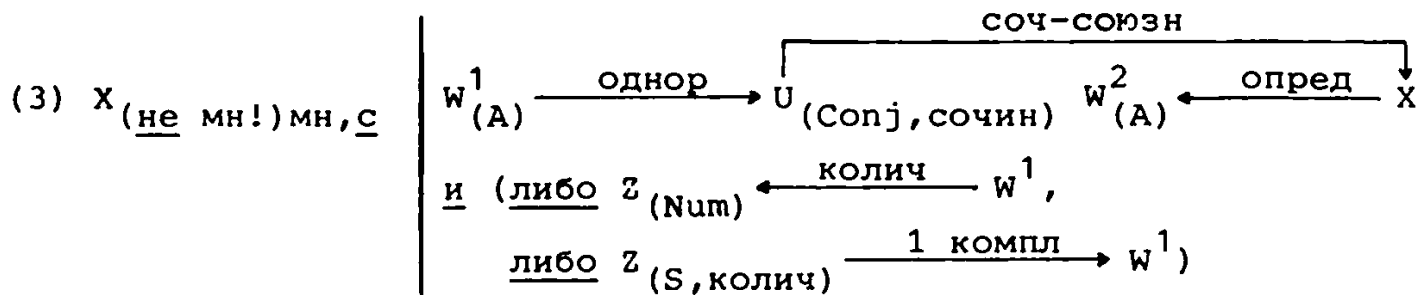 соч-союзн
(3) X(не мн!)мн,с W¹(A) однор U(Conj,сочин) W²(A) опред X
и (либо Z(Num) колич W¹,
либо Z(S,колич) 1 компл W¹)